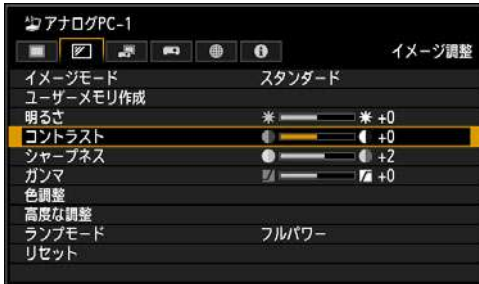 アナログPC-1
イメージ調整
イメージモード スタンダード
ユーザーメモリ作成
明るさ +0
コントラスト +0
シャープネス +2
ガンマ +0
色調整
高度な調整
ランプモード フルパワー
リセット